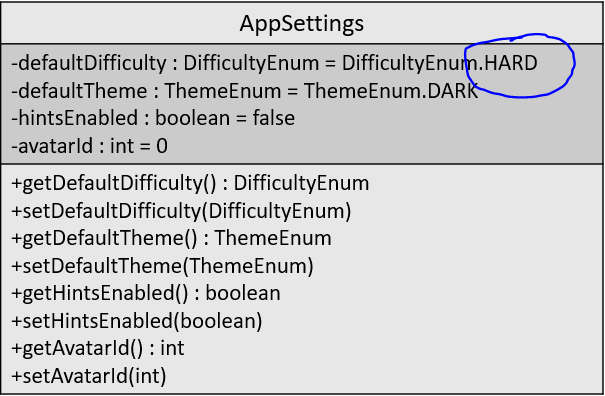 AppSettings
-defaultDifficulty : DifficultyEnum = DifficultyEnum.HARD
-defaultTheme : ThemeEnum = ThemeEnum.DARK
-hintsEnabled : boolean = false
-avatarId : int = 0
+getDefaultDifficulty() : DifficultyEnum
+setDefaultDifficulty(DifficultyEnum)
+getDefaultTheme() : ThemeEnum
+setDefaultTheme(ThemeEnum)
+getHintsEnabled() : boolean
+setHintsEnabled(boolean)
+getAvatarId() : int
+setAvatarId(int)